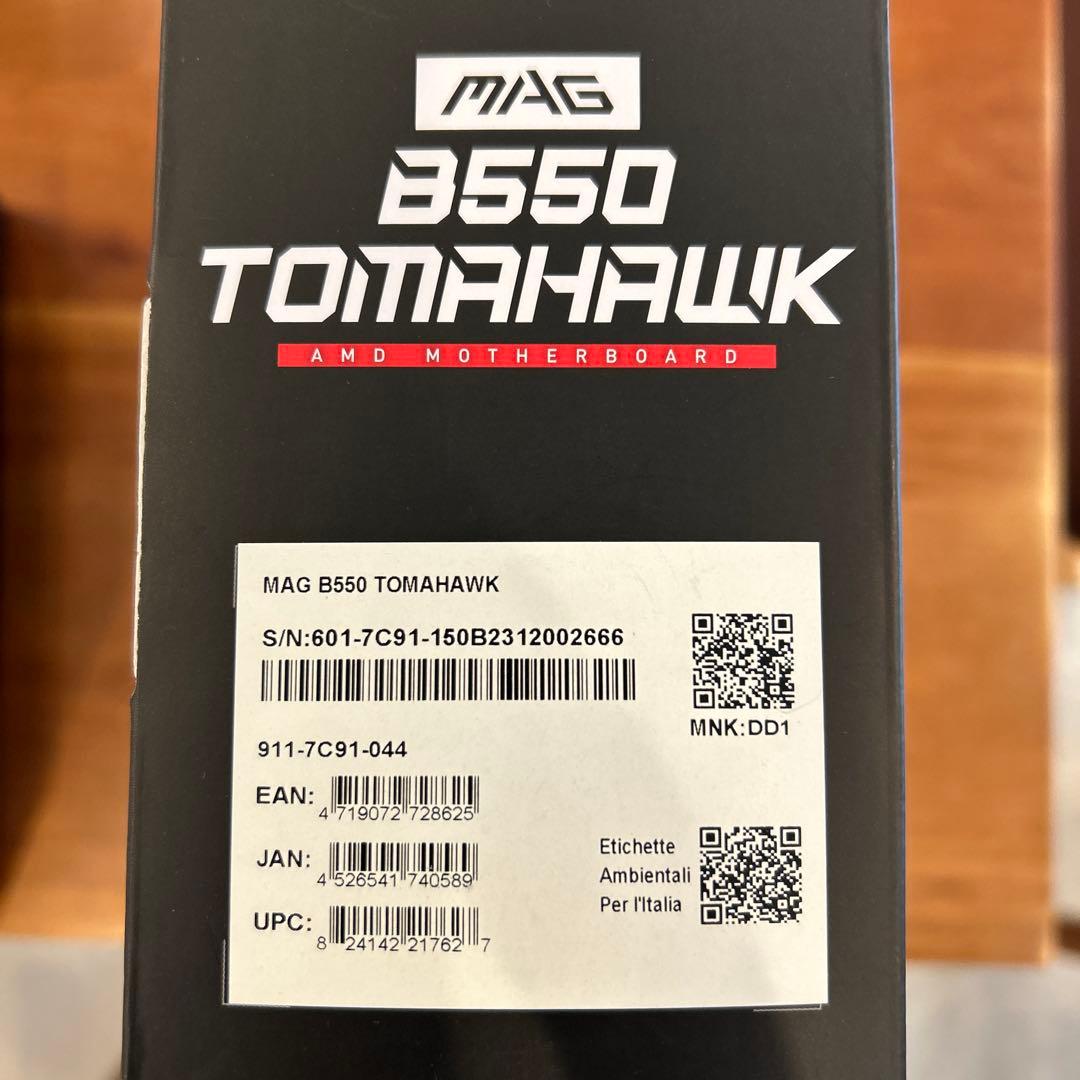 MAG
B550
TOMAHAWK
AMD MOTHERBOARD
MAG B550 TOMAHAWK
S/N:601-7C91-150B2312002666
MNK:DD1
911-7C91-044
EAN: 4 719072 728625
JAN: 4 526541 740589
UPC: 8 24142 21762 7
Etichette
Ambientali
Per l'Italia